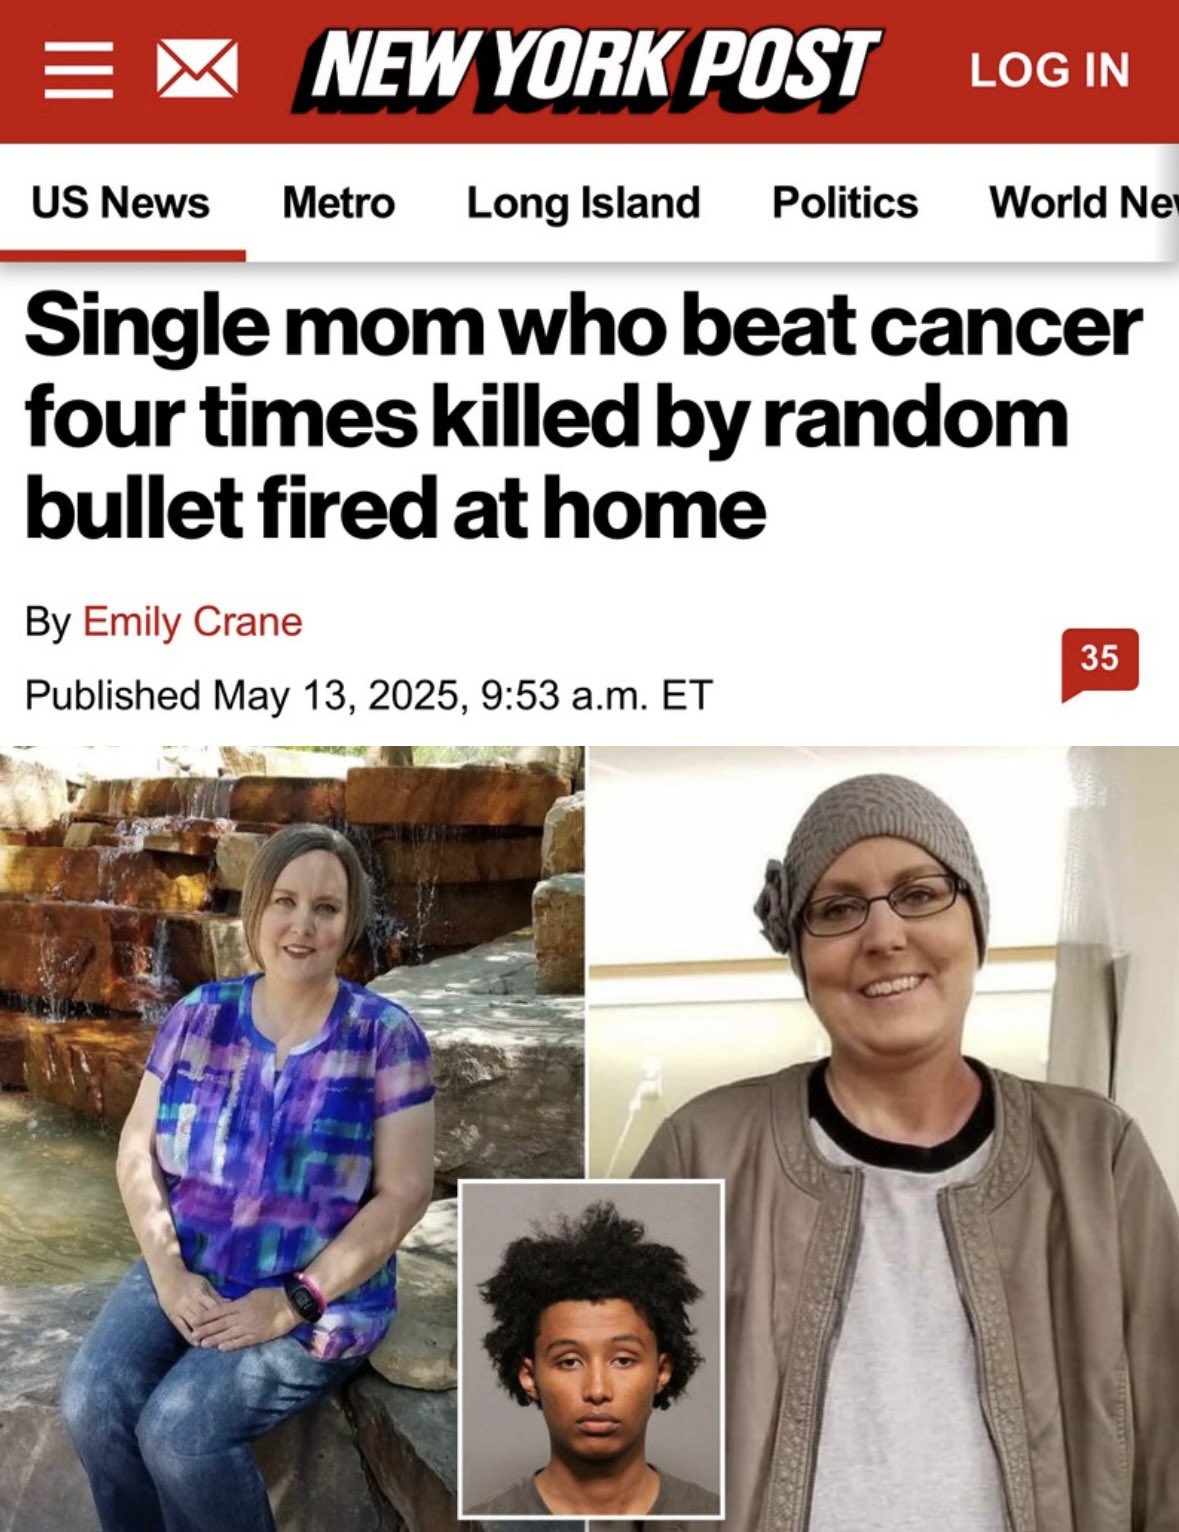 NEW YORK POST
LOG IN
US News Metro Long Island Politics World
Single mom who beat cancer
four times killed by random
bullet fired at home
By Emily Crane
35
Published May 13, 2025, 9:53 a.m. ET